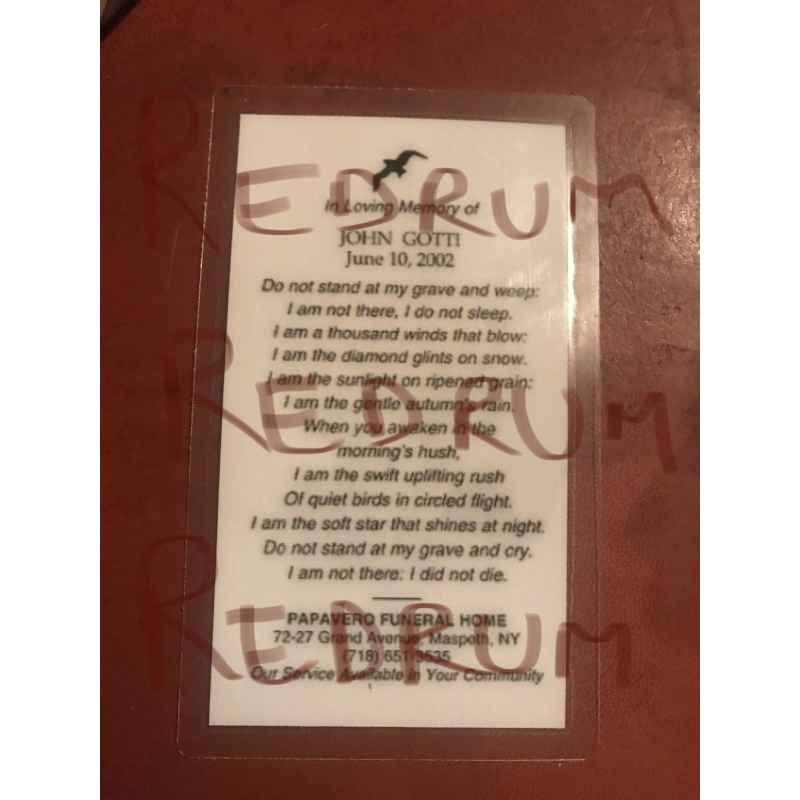 In Loving Memory of
JOHN GOTTI
June 10, 2002
Do not stand at my grave and weep:
I am not there, I do not sleep.
I am a thousand winds that blow:
I am the diamond glints on snow.
I am the sunlight on ripened grain:
I am the gentle autumn's rain.
When you awaken in the
morning's hush,
I am the swift uplifting rush
Of quiet birds in circled flight.
I am the soft star that shines at night.
Do not stand at my grave and cry.
I am not there: I did not die.
PAPAVERO FUNERAL HOME
72-27 Grand Avenue, Maspeth, NY
(718) 651-3535
Our Service Available in Your Community
REDRUM
REDRUM
REDRUM